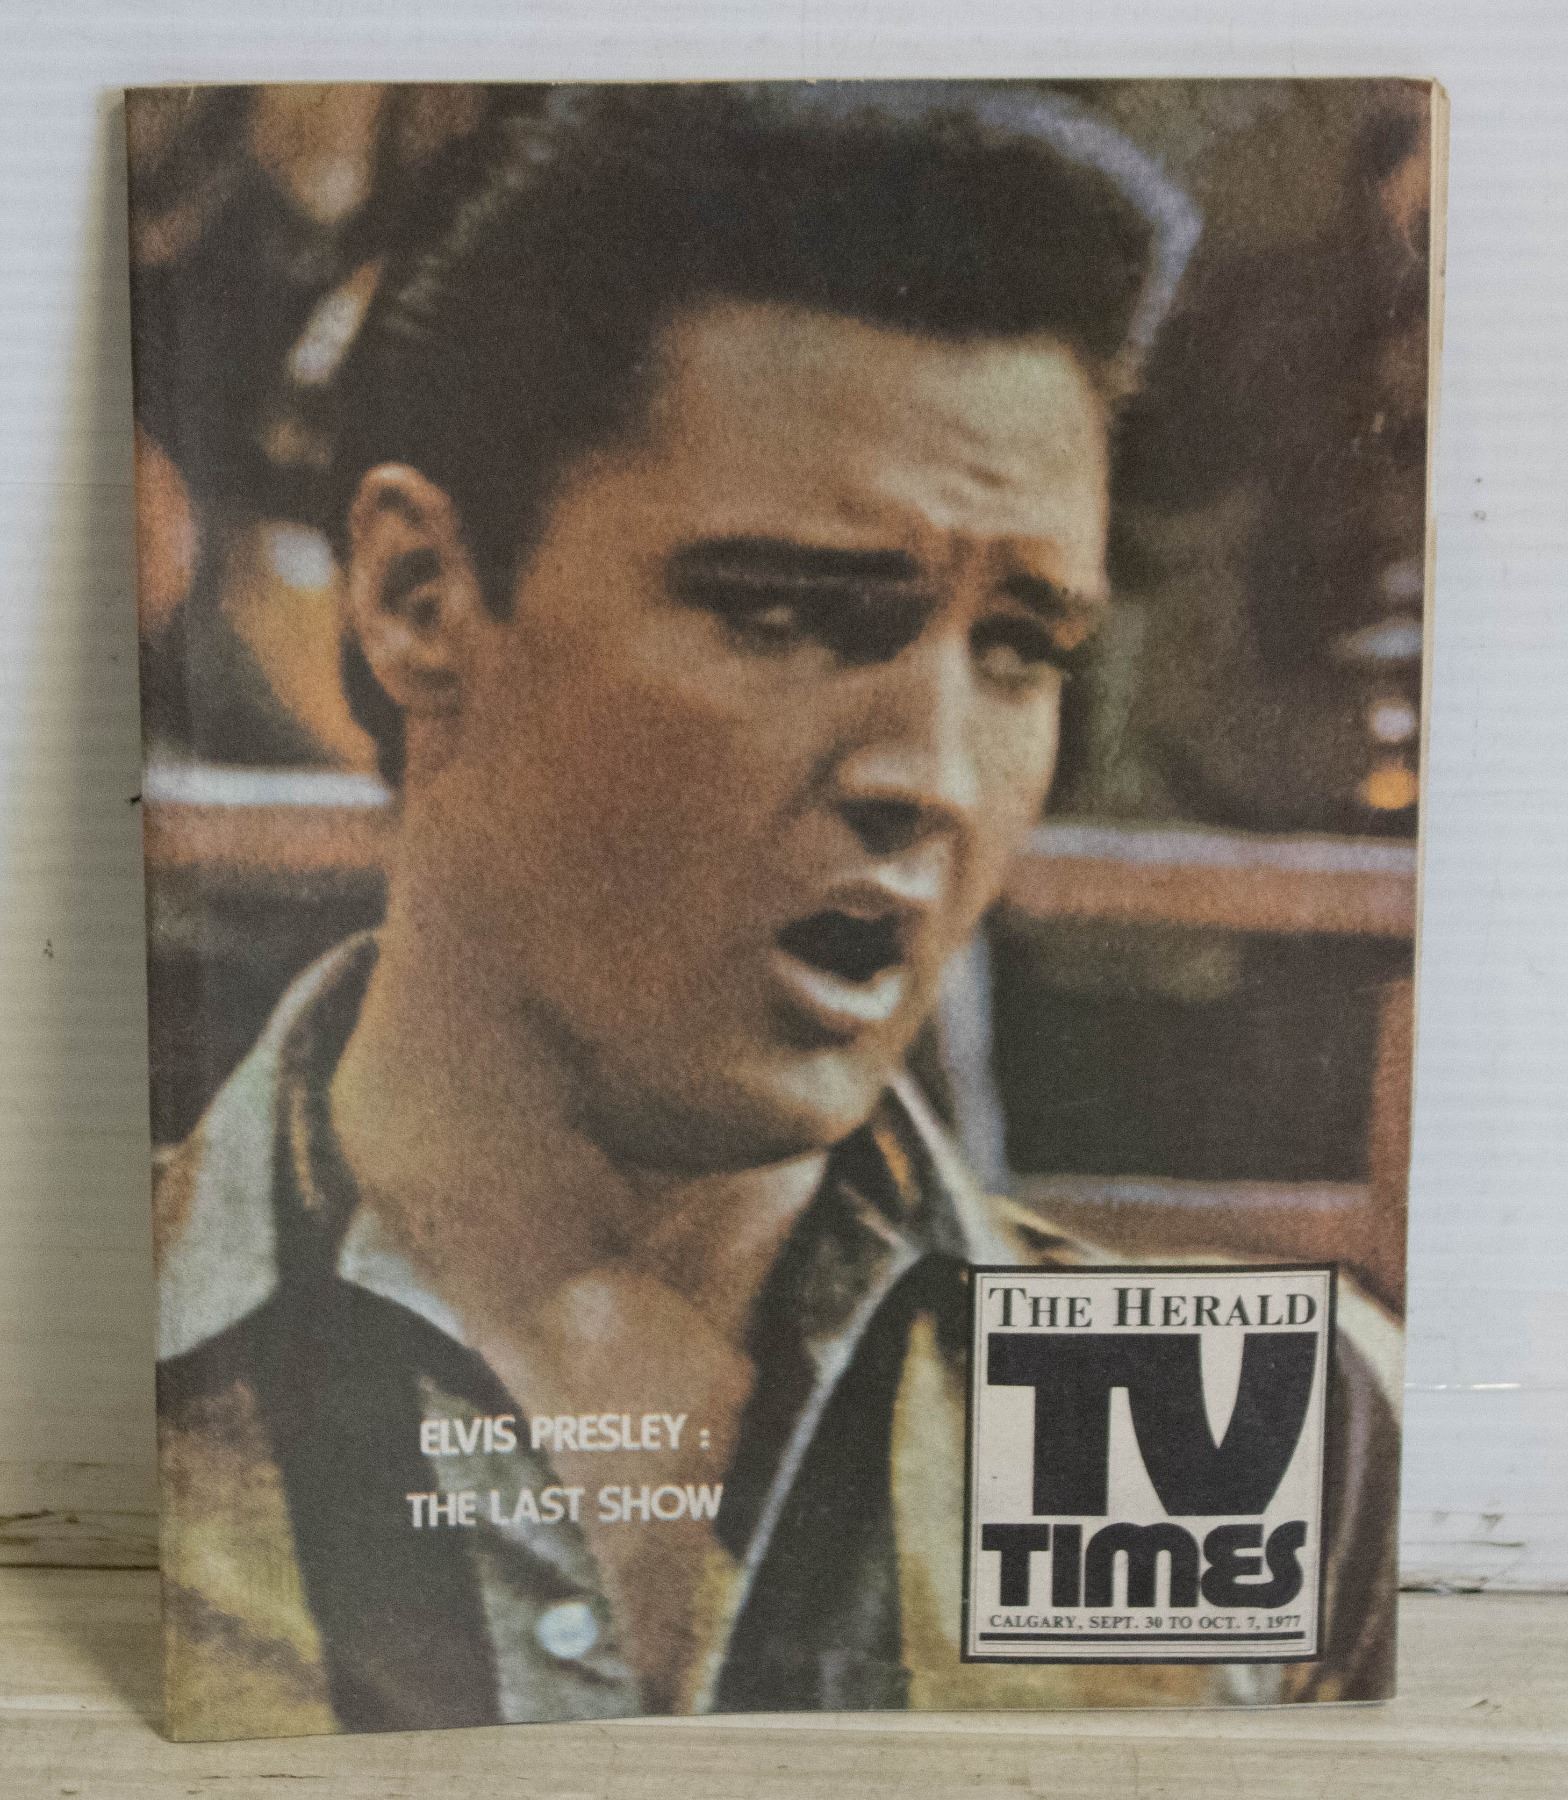 ELVIS PRESLEY :
THE LAST SHOW
THE HERALD
TV
TIMES
CALGARY, SEPT. 30 TO OCT. 7, 1977